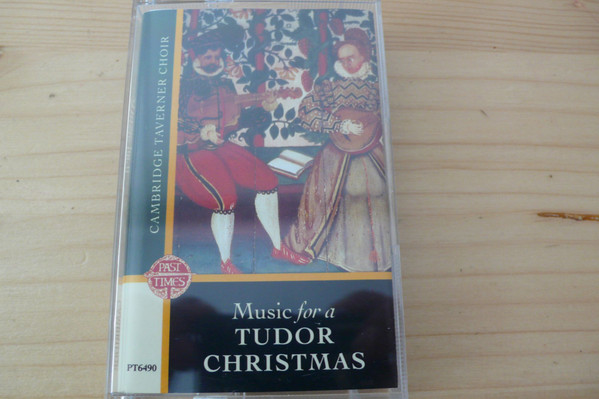 CAMBRIDGE TAVERNER CHOIR
PAST
TIMES
Music for a
TUDOR
CHRISTMAS
PT6490